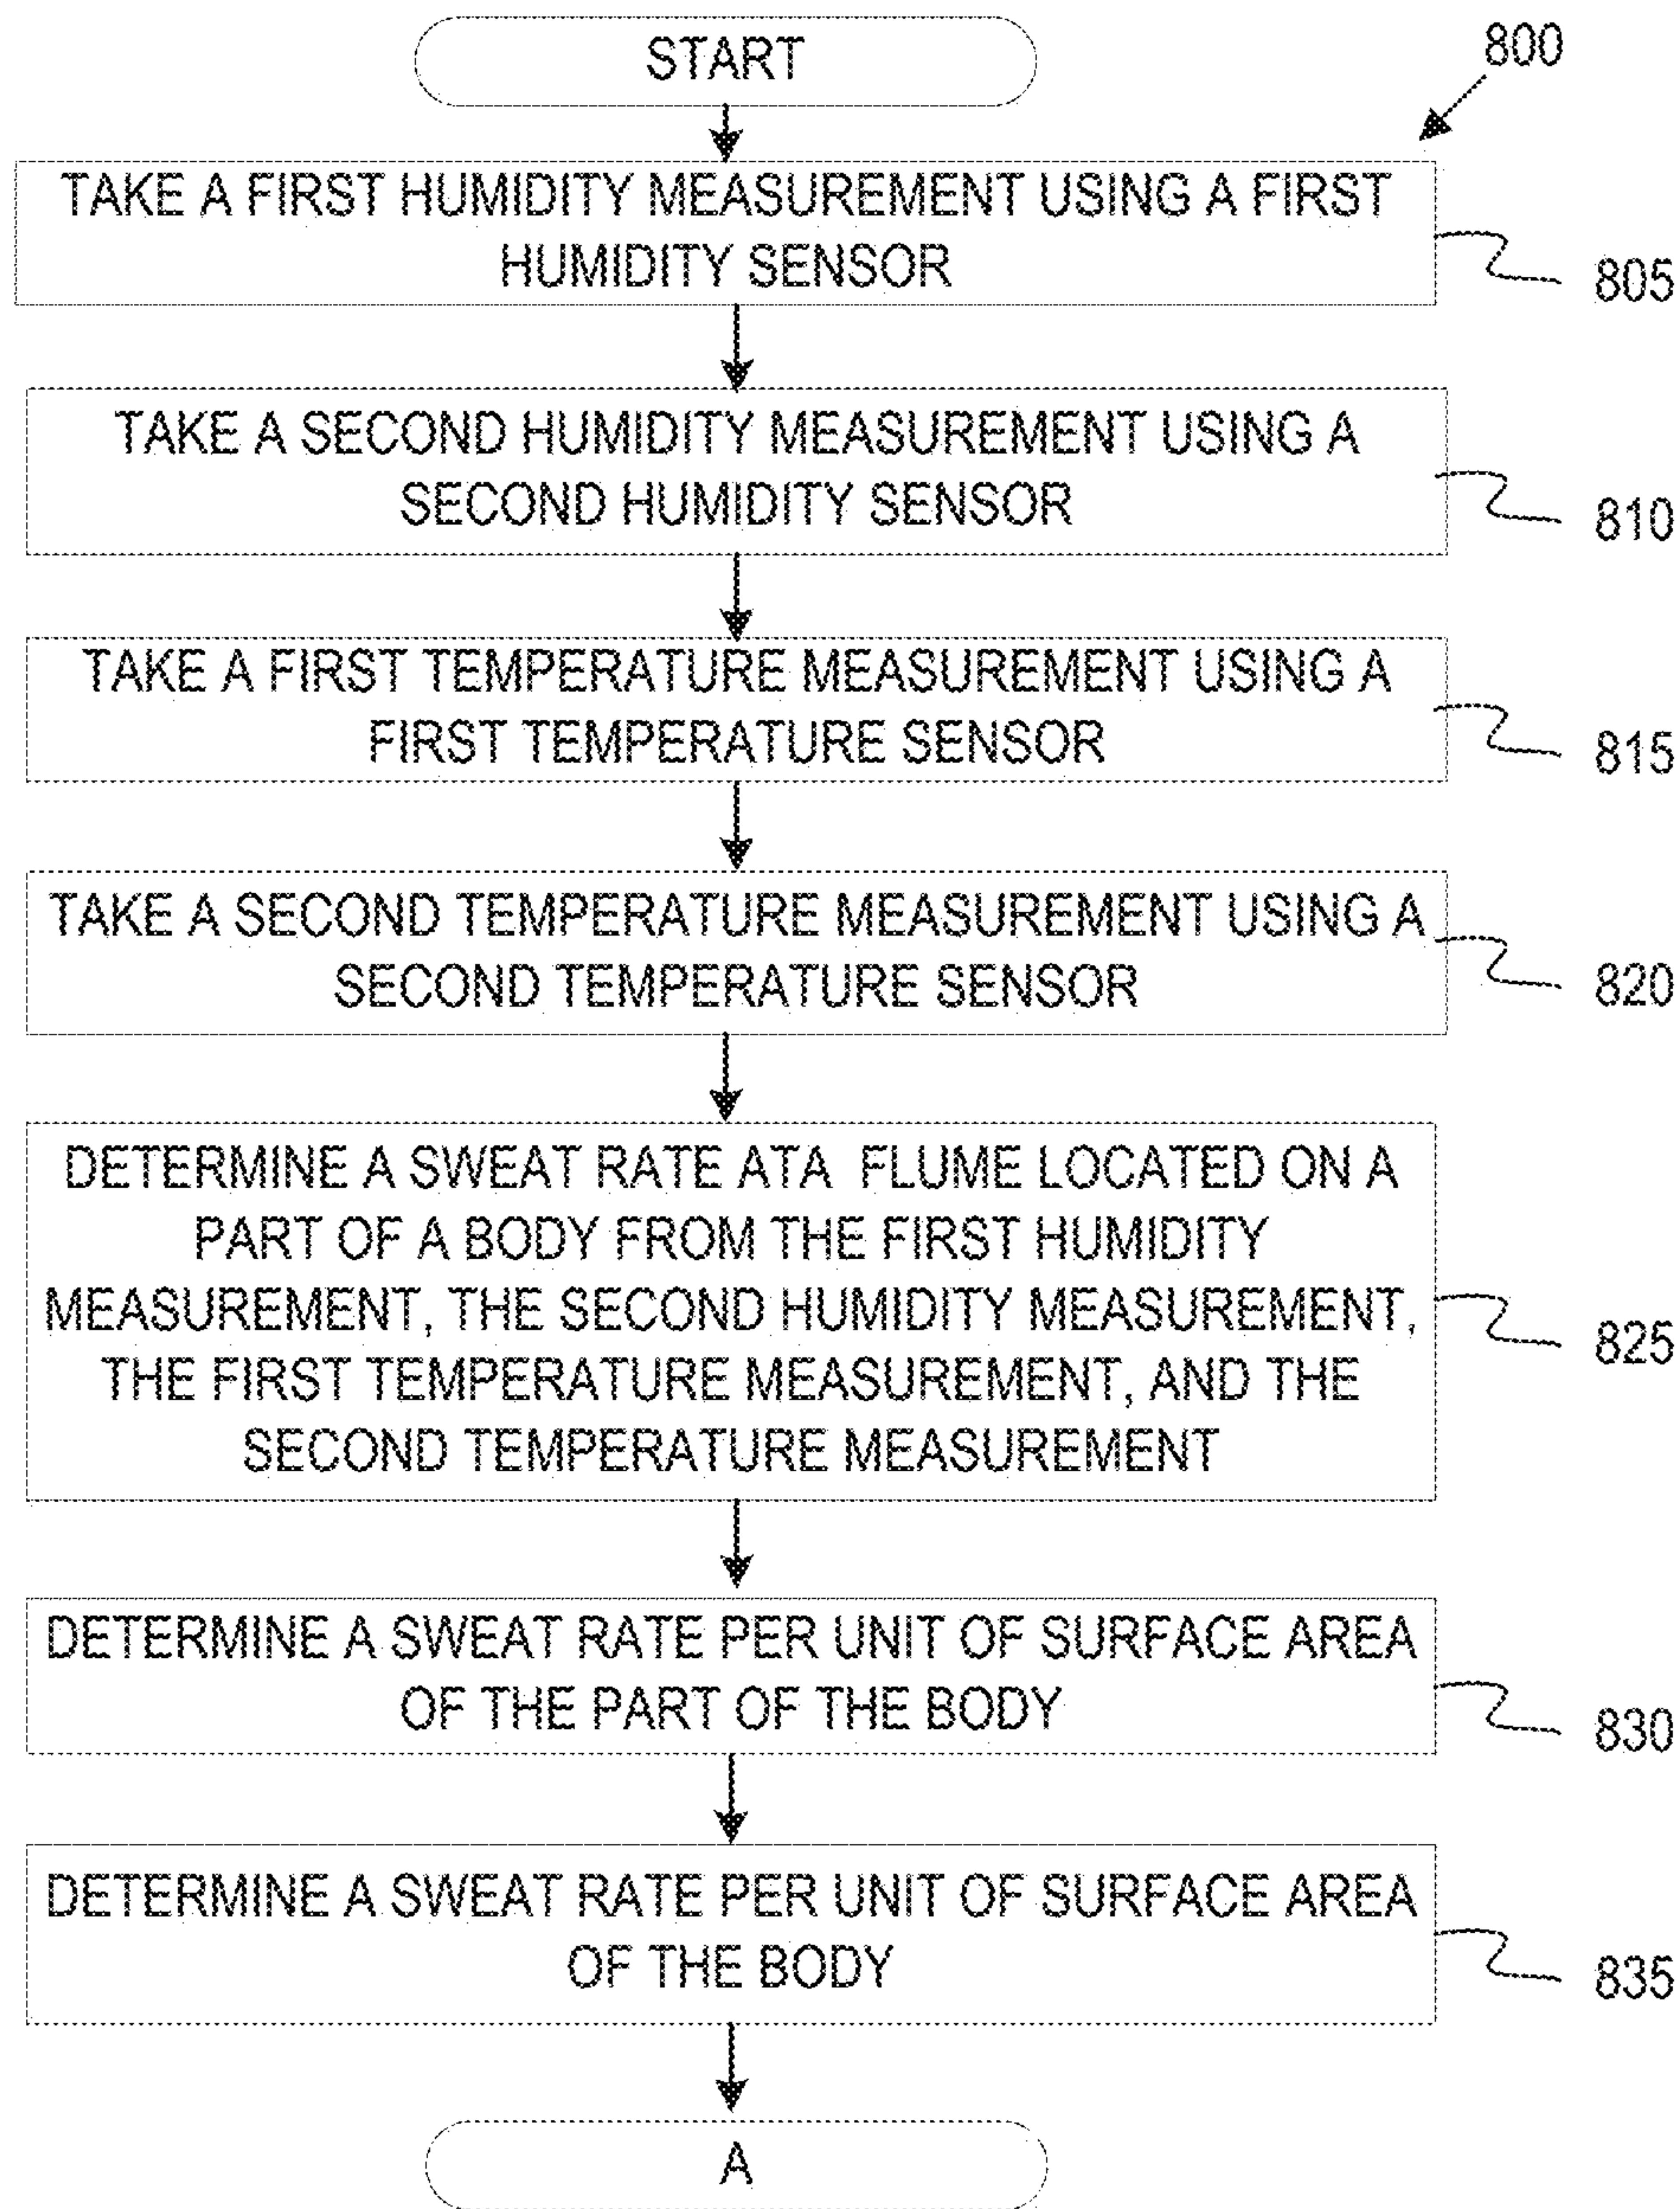 START
800
TAKE A FIRST HUMIDITY MEASUREMENT USING A FIRST
HUMIDITY SENSOR
805
TAKE A SECOND HUMIDITY MEASUREMENT USING A
SECOND HUMIDITY SENSOR
810
TAKE A FIRST TEMPERATURE MEASUREMENT USING A
FIRST TEMPERATURE SENSOR
815
TAKE A SECOND TEMPERATURE MEASUREMENT USING A
SECOND TEMPERATURE SENSOR
820
DETERMINE A SWEAT RATE ATA FLUME LOCATED ON A
PART OF A BODY FROM THE FIRST HUMIDITY
MEASUREMENT, THE SECOND HUMIDITY MEASUREMENT,
THE FIRST TEMPERATURE MEASUREMENT, AND THE
SECOND TEMPERATURE MEASUREMENT
825
DETERMINE A SWEAT RATE PER UNIT OF SURFACE AREA
OF THE PART OF THE BODY
830
DETERMINE A SWEAT RATE PER UNIT OF SURFACE AREA
OF THE BODY
835
A